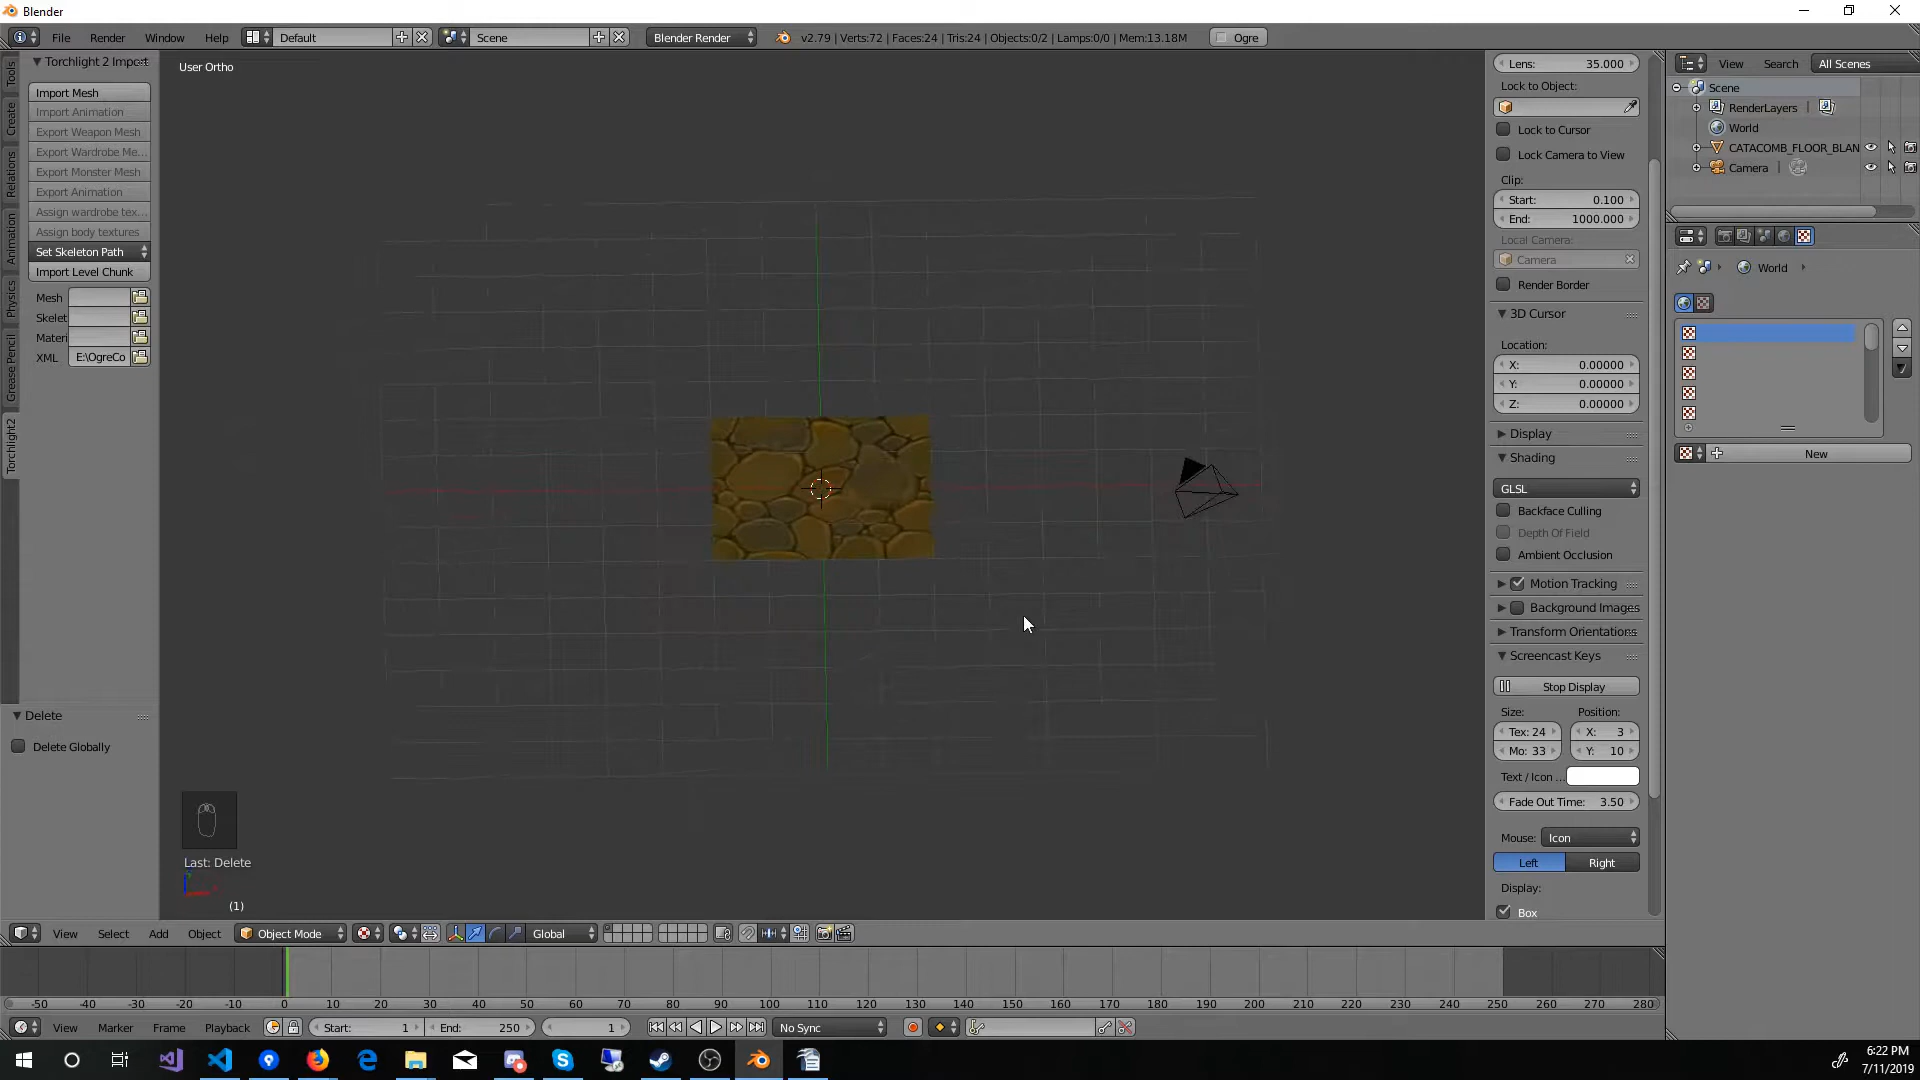 Blender
File Render Window Help Default Scene Blender Render v2.79 | Verts:72 | Faces:24 | Tris:24 | Objects:0/2 | Lamps:0/0 | Mem:13.18M Ogre
Tools
Create
Relations
Animation
Physics
Grease Pencil
Torchlight2
Torchlight 2 Import
Import Mesh
Import Animation
Export Weapon Mesh
Export Wardrobe Me...
Export Monster Mesh
Export Animation
Assign wardrobe tex...
Assign body textures
Set Skeleton Path
Import Level Chunk
Mesh
Skelet
Materi
XML E:\OgreCo
Delete
Delete Globally
User Ortho
Last: Delete
(1)
Lens: 35.000
Lock to Object:
Lock to Cursor
Lock Camera to View
Clip:
Start: 0.100
End: 1000.000
Local Camera:
Camera
Render Border
3D Cursor
Location:
X: 0.00000
Y: 0.00000
Z: 0.00000
Display
Shading
GLSL
Backface Culling
Depth Of Field
Ambient Occlusion
Motion Tracking
Background Images
Transform Orientations
Screencast Keys
Stop Display
Size: Position:
Tex: 24 X: 3
Mo: 33 Y: 10
Text / Icon ...
Fade Out Time: 3.50
Mouse: Icon
Left Right
Display:
Box
View Search All Scenes
Scene
RenderLayers
World
CATACOMB_FLOOR_BLAN
Camera
World
New
View Select Add Object Object Mode Global
-50 -40 -30 -20 -10 0 10 20 30 40 50 60 70 80 90 100 110 120 130 140 150 160 170 180 190 200 210 220 230 240 250 260 270 280
View Marker Frame Playback Start: 1 End: 250 1 No Sync
6:22 PM
7/11/2019